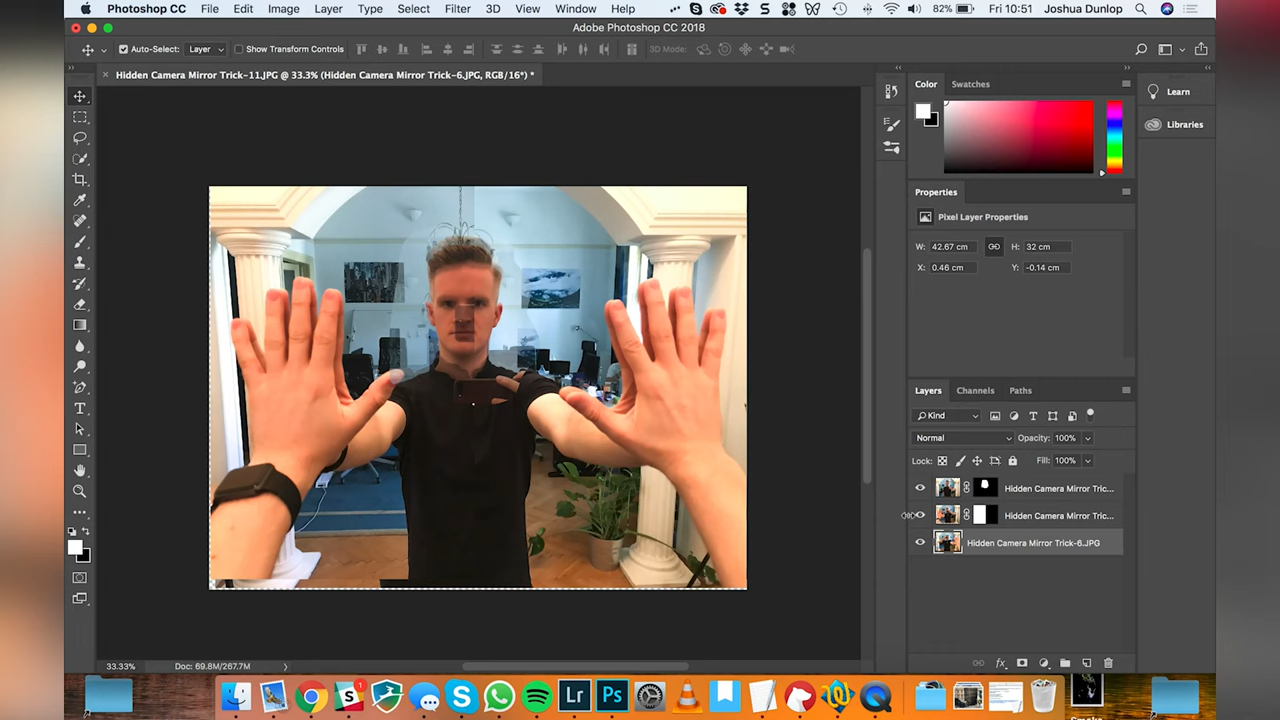 Photoshop CC File Edit Image Layer Type Select Filter 3D View Window Help 82% Fri 10:51 Joshua Dunlop
Adobe Photoshop CC 2018
Auto-Select: Layer Show Transform Controls 3D Mode:
Hidden Camera Mirror Trick-11.JPG @ 33.3% (Hidden Camera Mirror Trick-6.JPG, RGB/16*) *
Color Swatches
Learn
Libraries
Properties
Pixel Layer Properties
W: 42.67 cm H: 32 cm
X: 0.46 cm Y: -0.14 cm
Layers Channels Paths
Kind
Normal Opacity: 100%
Lock: Fill: 100%
Hidden Camera Mirror Tric...
Hidden Camera Mirror Tric...
Hidden Camera Mirror Trick-6.JPG
fx
33.33% Doc: 69.8M/267.7M
1
Lr Ps